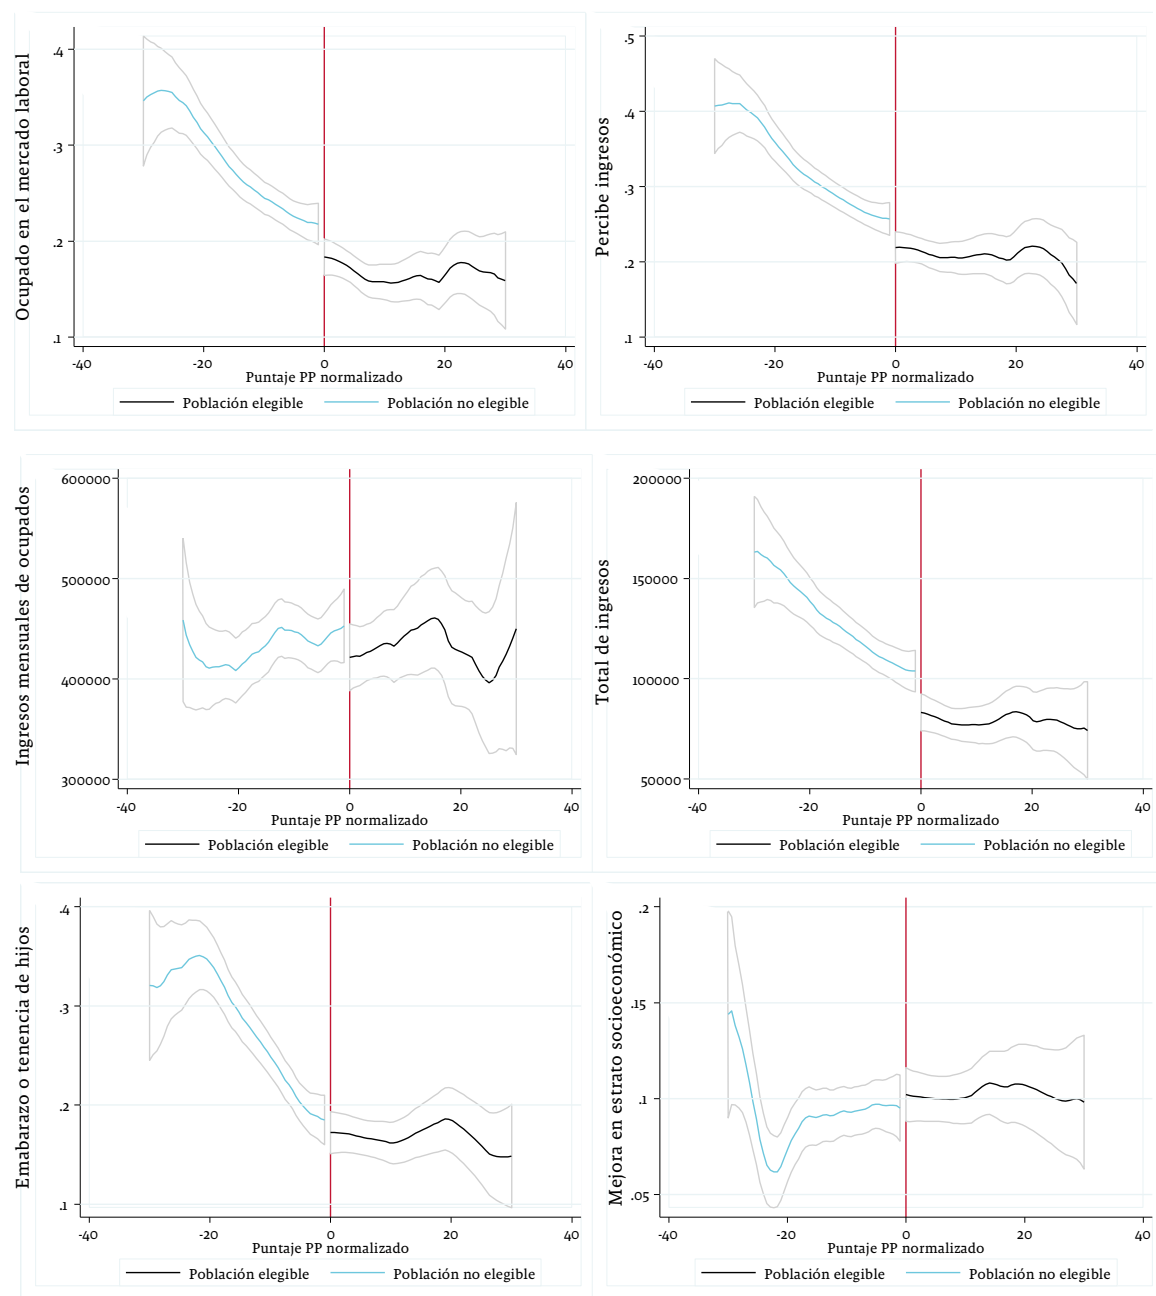 Ocupado en el mercado laboral
.4
.3
.2
.1
-40 -20 0 20 40
Puntaje PP normalizado
Población elegible Población no elegible
Percibe ingresos
.5
.4
.3
.2
.1
-40 -20 0 20 40
Puntaje PP normalizado
Población elegible Población no elegible
Ingresos mensuales de ocupados
600000
500000
400000
300000
-40 -20 0 20 40
Puntaje PP normalizado
Población elegible Población no elegible
Total de ingresos
200000
150000
100000
50000
-40 -20 0 20 40
Puntaje PP normalizado
Población elegible Población no elegible
Emabarazo o tenencia de hijos
.4
.3
.2
.1
-40 -20 0 20 40
Puntaje PP normalizado
Población elegible Población no elegible
Mejora en estrato socioeconómico
.2
.15
.1
.05
-40 -20 0 20 40
Puntaje PP normalizado
Población elegible Población no elegible